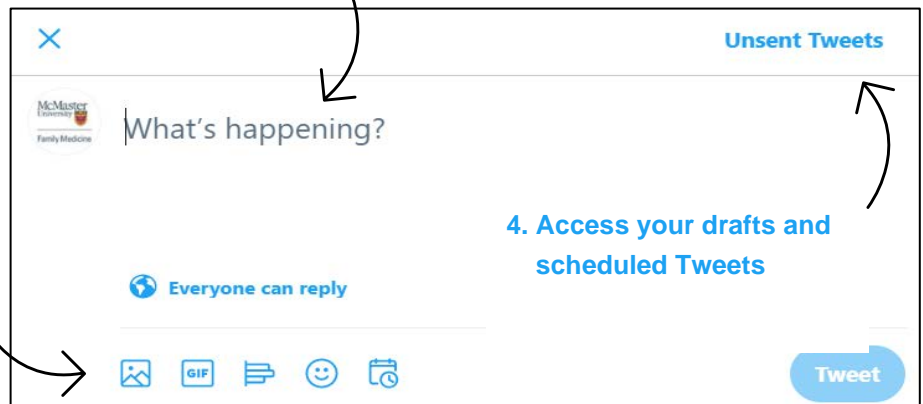 Unsent Tweets
McMaster
University
Family Medicine
What's happening?
4. Access your drafts and
scheduled Tweets
Everyone can reply
GIF
Tweet